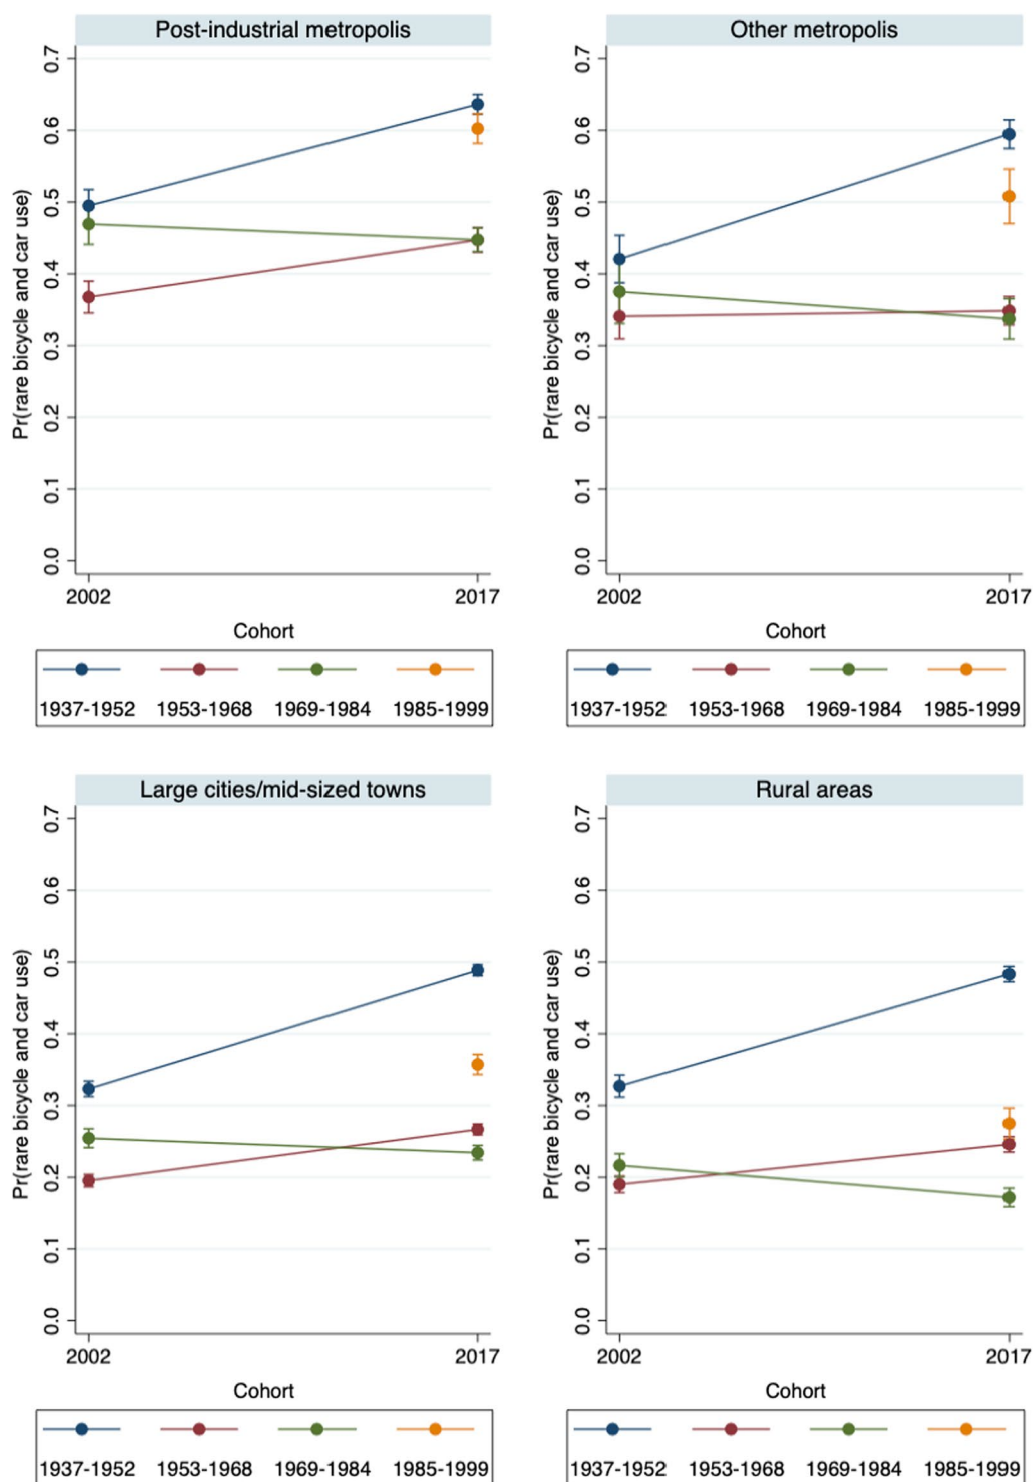 Post-industrial metropolis
Pr(rare bicycle and car use)
0.7
0.6
0.5
0.4
0.3
0.2
0.1
0.0
2002 2017
Cohort
1937-1952 1953-1968 1969-1984 1985-1999
Other metropolis
Pr(rare bicycle and car use)
0.7
0.6
0.5
0.4
0.3
0.2
0.1
0.0
2002 2017
Cohort
1937-1952 1953-1968 1969-1984 1985-1999
Large cities/mid-sized towns
Pr(rare bicycle and car use)
0.7
0.6
0.5
0.4
0.3
0.2
0.1
0.0
2002 2017
Cohort
1937-1952 1953-1968 1969-1984 1985-1999
Rural areas
Pr(rare bicycle and car use)
0.7
0.6
0.5
0.4
0.3
0.2
0.1
0.0
2002 2017
Cohort
1937-1952 1953-1968 1969-1984 1985-1999